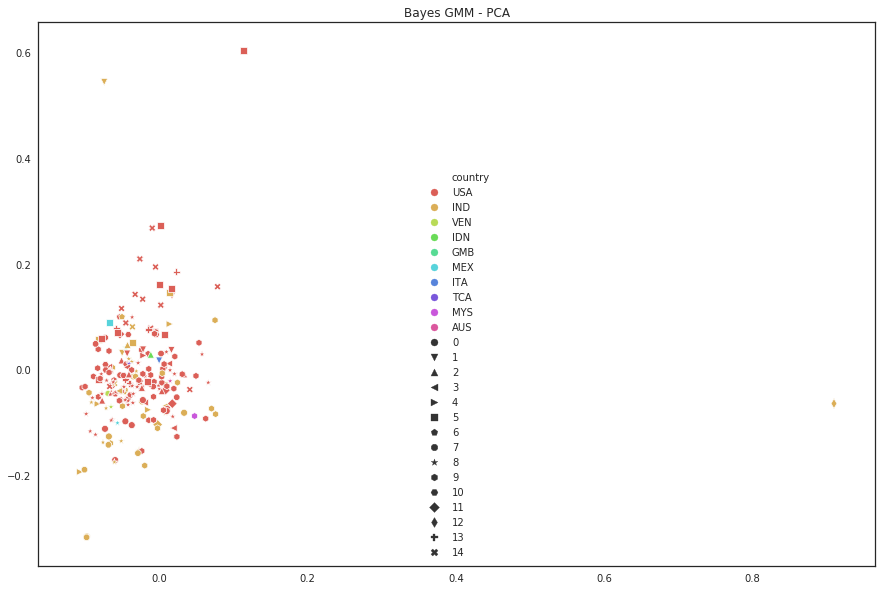 Bayes GMM - PCA
0.6
0.4
0.2
0.0
−0.2
country
USA
IND
VEN
IDN
GMB
MEX
ITA
TCA
MYS
AUS
0
1
2
3
4
5
6
7
8
9
10
11
12
13
14
0.0 0.2 0.4 0.6 0.8